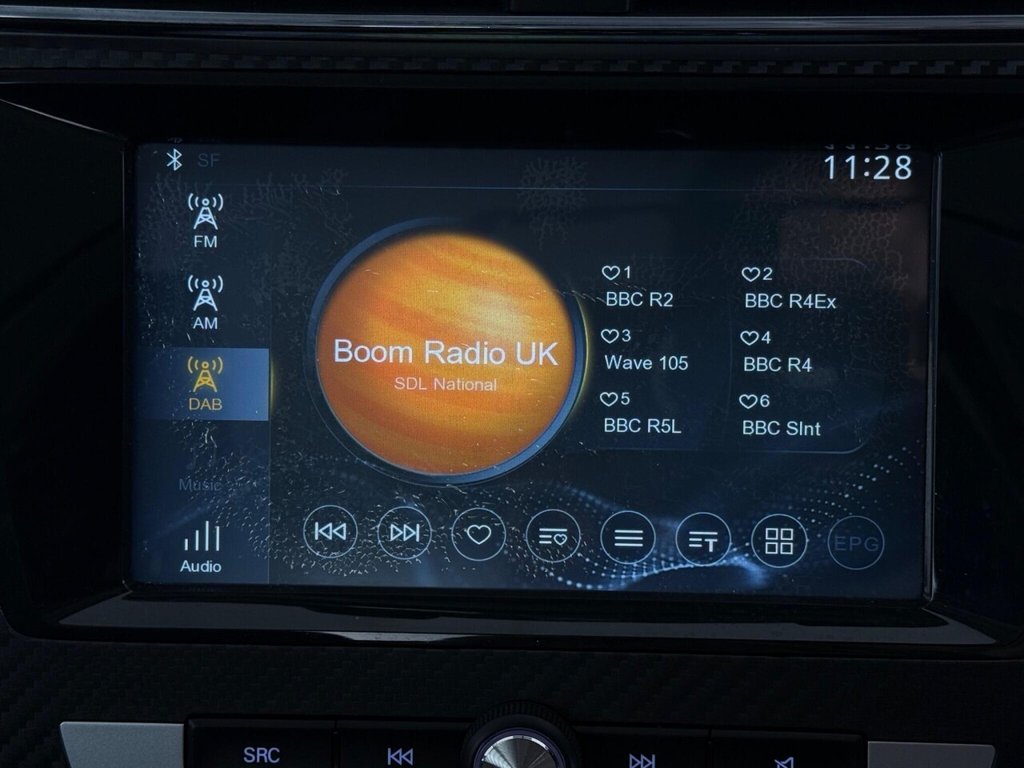 SF
11:28
FM
AM
DAB
Music
Audio
Boom Radio UK
SDL National
1
BBC R2
2
BBC R4Ex
3
Wave 105
4
BBC R4
5
BBC R5L
6
BBC SInt
T
EPG
SRC